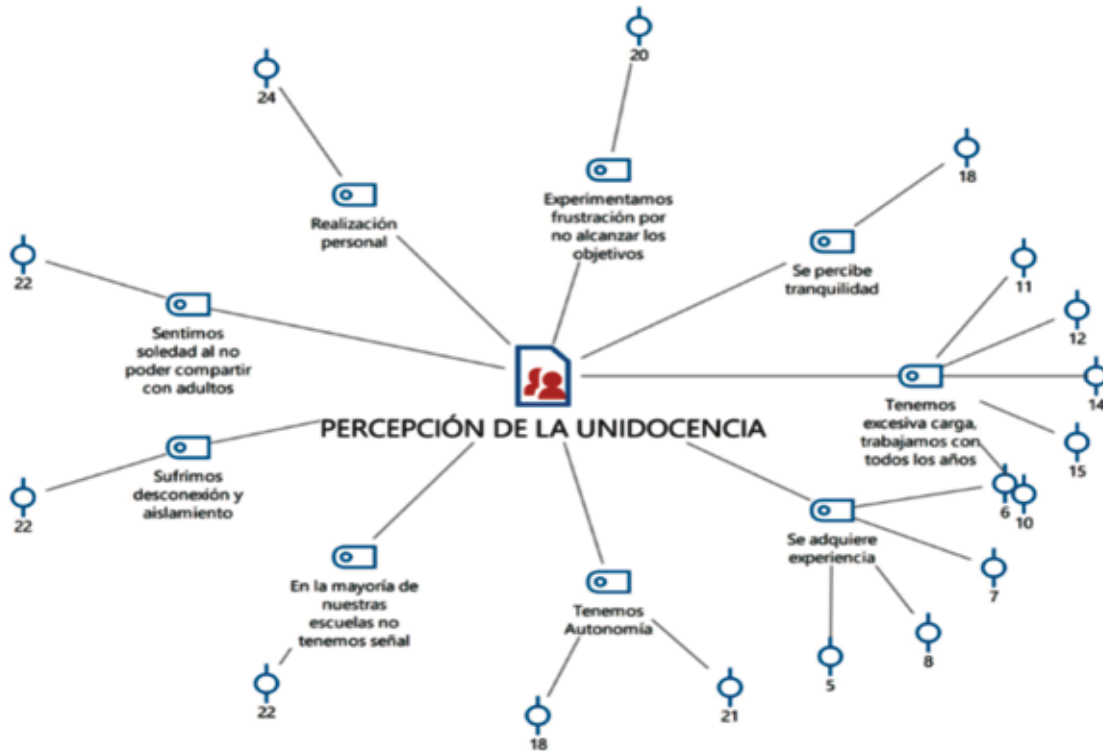 20
24
18
Experimentamos
frustración por
no alcanzar los
objetivos
Realización
personal
Se percibe
tranquilidad
11
22
12
Sentimos
soledad al no
poder compartir
con adultos
14
Tenemos
excesiva carga,
trabajamos con
todos los años
PERCEPCIÓN DE LA UNIDOCENCIA
15
Sufrimos
desconexión y
aislamiento
22
6
10
Se adquiere
experiencia
7
En la mayoría de
nuestras
escuelas no
tenemos señal
Tenemos
Autonomía
8
5
22
21
18